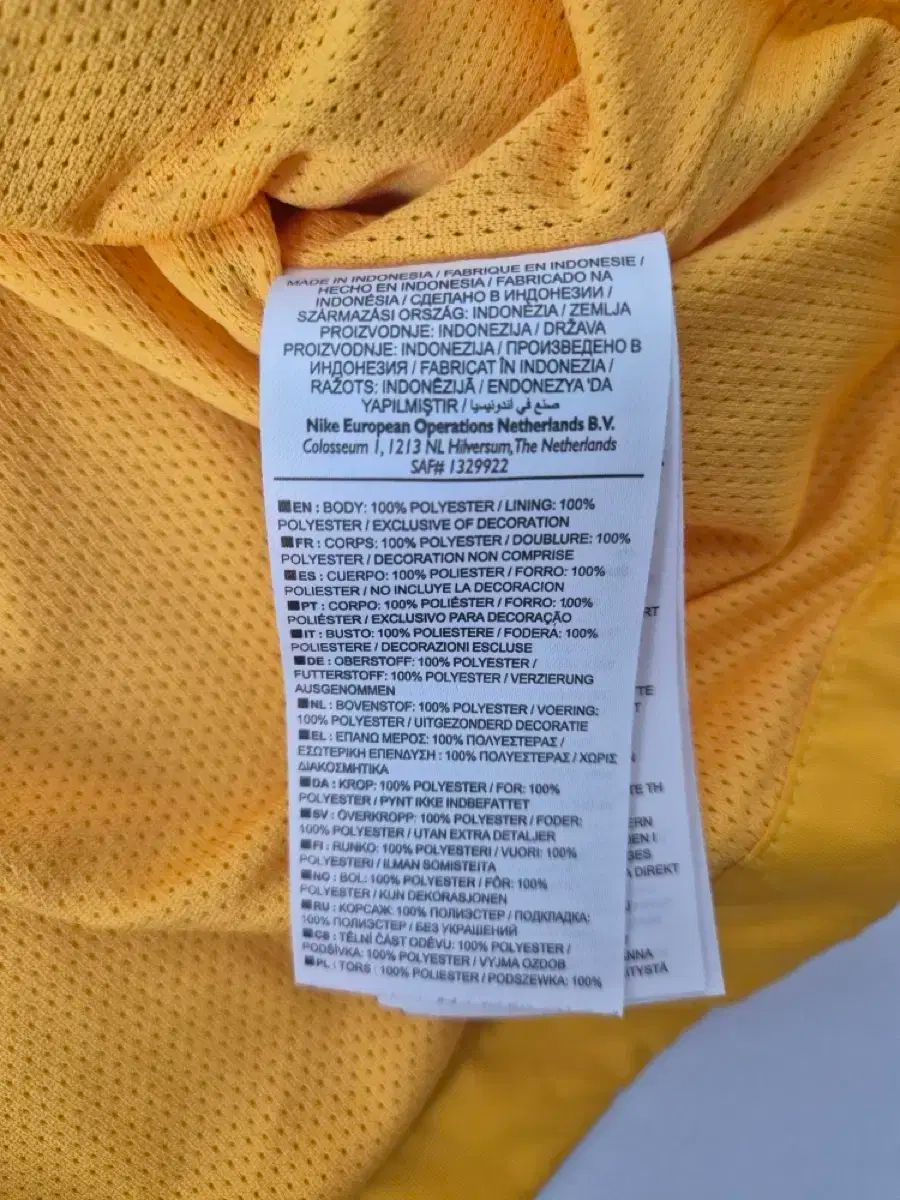 MADE IN INDONESIA / FABRIQUE EN INDONESIE /
HECHO EN INDONESIA / FABRICADO NA
INDONÉSIA / СДЕЛАНО В ИНДОНЕЗИИ /
SZÁRMAZÁSI ORSZÁG: INDONÉZIA / ZEMLJA
PROIZVODNJE: INDONEZIJA / DRŽAVA
PROIZVODNJE: INDONEZIJA / ПРОИЗВЕДЕНО В
ИНДОНЕЗИЯ / FABRICAT ÎN INDONEZIA /
RAŽOTS: INDONĒZIJĀ / ENDONEZYA 'DA
YAPILMIŞTIR / صنع في أندونيسيا
Nike European Operations Netherlands B.V.
Colosseum 1, 1213 NL Hilversum, The Netherlands
SAF# 1329922
EN : BODY: 100% POLYESTER / LINING: 100%
POLYESTER / EXCLUSIVE OF DECORATION
FR : CORPS: 100% POLYESTER / DOUBLURE: 100%
POLYESTER / DECORATION NON COMPRISE
ES : CUERPO: 100% POLIESTER / FORRO: 100%
POLIESTER / NO INCLUYE LA DECORACION
PT : CORPO: 100% POLIÉSTER / FORRO: 100%
POLIÉSTER / EXCLUSIVO PARA DECORAÇÃO
IT : BUSTO: 100% POLIESTERE / FODERA: 100%
POLIESTERE / DECORAZIONI ESCLUSE
DE : OBERSTOFF: 100% POLYESTER /
FUTTERSTOFF: 100% POLYESTER / VERZIERUNG
AUSGENOMMEN
NL : BOVENSTOF: 100% POLYESTER / VOERING:
100% POLYESTER / UITGEZONDERD DECORATIE
EL : ΕΠΑΝΩ ΜΕΡΟΣ: 100% ΠΟΛΥΕΣΤΕΡΑΣ /
ΕΣΩΤΕΡΙΚΗ ΕΠΕΝΔΥΣΗ : 100% ΠΟΛΥΕΣΤΕΡΑΣ / ΧΩΡΙΣ
ΔΙΑΚΟΣΜΗΤΙΚΑ
DA : KROP: 100% POLYESTER / FOR: 100%
POLYESTER / PYNT IKKE INDBEFATTET
SV : ÖVERKROPP: 100% POLYESTER / FODER:
100% POLYESTER / UTAN EXTRA DETALJER
FI : RUNKO: 100% POLYESTERI / VUORI: 100%
POLYESTERI / ILMAN SOMISTEITA
NO : BOL: 100% POLYESTER / FÔR: 100%
POLYESTER / KUN DEKORASJONEN
RU : КОРСАЖ: 100% ПОЛИЭСТЕР / ПОДКЛАДКА:
100% ПОЛИЭСТЕР / БЕЗ УКРАШЕНИЙ
CS : TĚLNÍ ČÁST ODĚVU: 100% POLYESTER /
PODŠÍVKA: 100% POLYESTER / VYJMA OZDOB
PL : TORS : 100% POLIESTER / PODSZEWKA: 100%
DIREKT